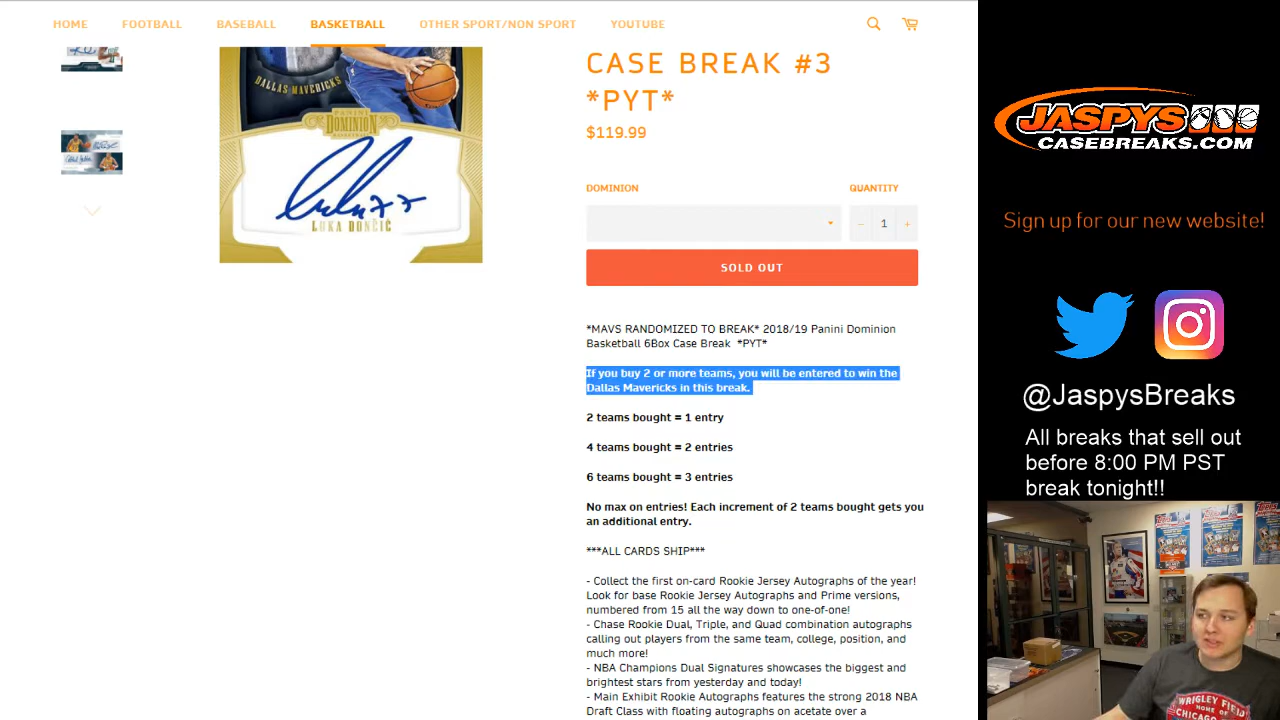 HOME FOOTBALL BASEBALL BASKETBALL OTHER SPORT/NON SPORT YOUTUBE
CASE BREAK #3
*PYT*
$119.99
DOMINION QUANTITY
1
SOLD OUT
DALLAS MAVERICKS
PANINI
DOMINION
BASKETBALL
LUKA DONČIĆ
*MAVS RANDOMIZED TO BREAK* 2018/19 Panini Dominion
Basketball 6Box Case Break *PYT*
If you buy 2 or more teams, you will be entered to win the
Dallas Mavericks in this break.
2 teams bought = 1 entry
4 teams bought = 2 entries
6 teams bought = 3 entries
No max on entries! Each increment of 2 teams bought gets you
an additional entry.
***ALL CARDS SHIP***
- Collect the first on-card Rookie Jersey Autographs of the year!
Look for base Rookie Jersey Autographs and Prime versions,
numbered from 15 all the way down to one-of-one!
- Chase Rookie Dual, Triple, and Quad combination autographs
calling out players from the same team, college, position, and
much more!
- NBA Champions Dual Signatures showcases the biggest and
brightest stars from yesterday and today!
- Main Exhibit Rookie Autographs features the strong 2018 NBA
Draft Class with floating autographs on acetate over a
JASPYS
CASEBREAKS.COM
Sign up for our new website!
@JaspysBreaks
All breaks that sell out
before 8:00 PM PST
break tonight!!
WRIGLEY FIELD
HOME OF
CHICAGO